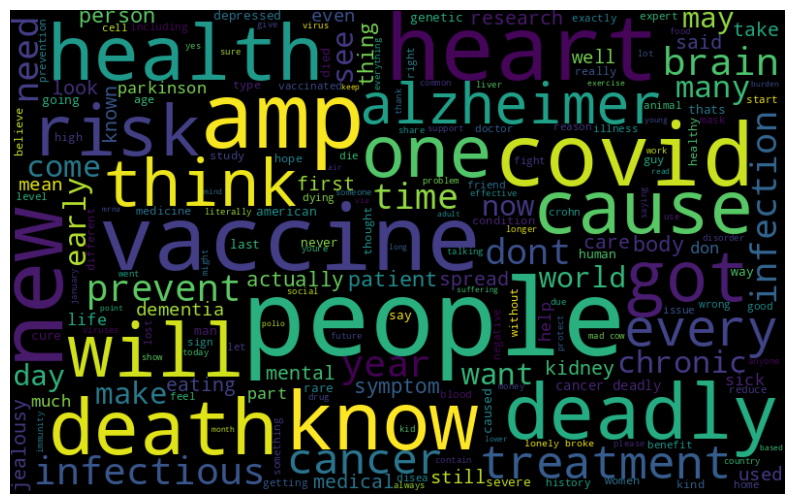 person depressed even genetic research exactly expert may
cell including yes sure give virus see thing well said food take
need health heart brain
prevention died everything right really lot
look parkinson vaccinated keep common liver exercise burden many
going age type thank animal thats start
believe known risk amp alzheimer
high study hope die share support doctor reason illness young mask
come think one covid
mean level first dying guy fight healthy work read infection
mrna mind literally american time friend effective problem now saying use
early different medicine someone air vix condition crohn cause
new vaccine adult longer disorder
january went might last never thought long talking dont care body don
prevent actually patient spread human world got way
viruses point dementia youre social suffering say negative help without due wrong good
life cure lost man polio protect issue mad cow
will people every
show sign today let future anyone
day eating mental year want kidney chronic
much make feel part rare drug symptom caused blood cancer deadly money sick reduce
jealousy immunity death know deadly
month kid lower lonely broke please benefit country based
something cancer treatment used
infectious getting always medical disea contain still severe history women kind home